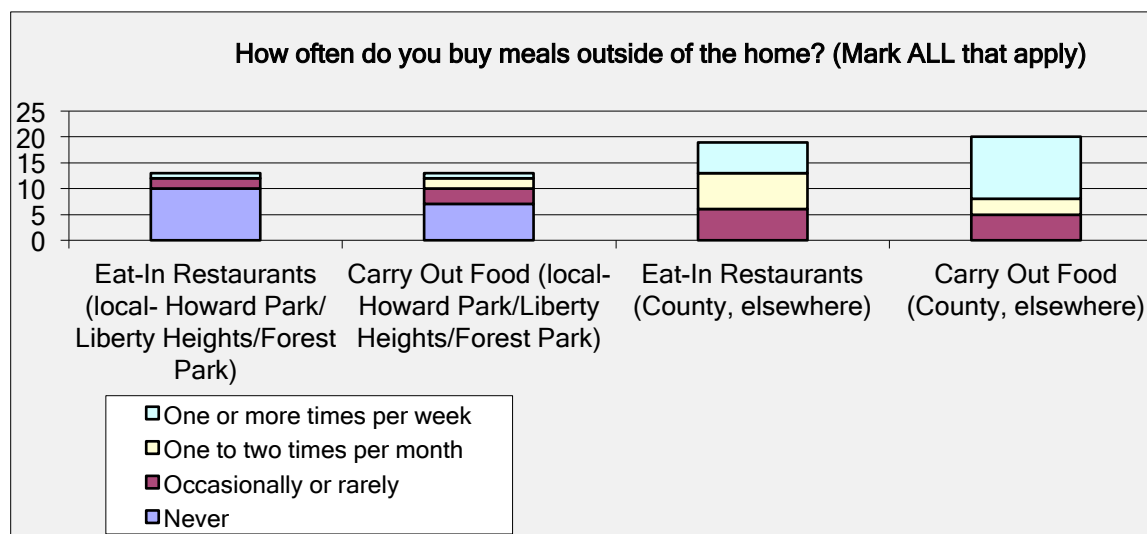 How often do you buy meals outside of the home? (Mark ALL that apply)
25
20
15
10
5
0
Eat-In Restaurants
(local- Howard Park/
Liberty Heights/Forest
Park)
Carry Out Food (local-
Howard Park/Liberty
Heights/Forest Park)
Eat-In Restaurants
(County, elsewhere)
Carry Out Food
(County, elsewhere)
One or more times per week
One to two times per month
Occasionally or rarely
Never